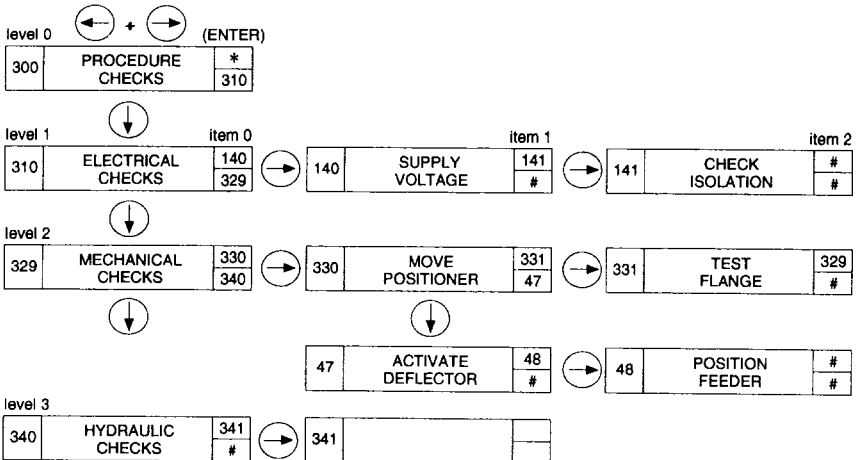 +
level 0 (ENTER)
300 PROCEDURE CHECKS * 310
level 1 item 0 item 1 item 2
310 ELECTRICAL CHECKS 140 329
140 SUPPLY VOLTAGE 141 #
141 CHECK ISOLATION # #
level 2
329 MECHANICAL CHECKS 330 340
330 MOVE POSITIONER 331 47
331 TEST FLANGE 329 #
47 ACTIVATE DEFLECTOR 48 #
48 POSITION FEEDER # #
level 3
340 HYDRAULIC CHECKS 341 #
341